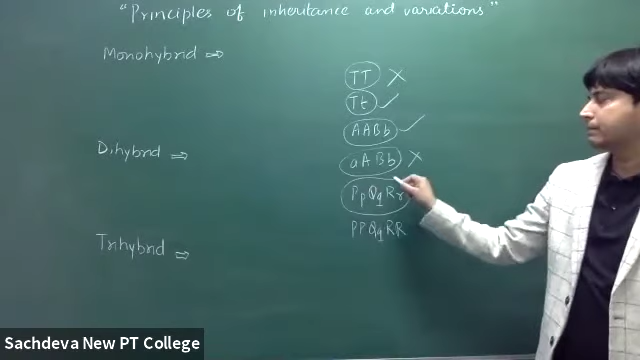 "Principles of inheritance and variations"
Monohybrid ⇒
TT ×
Tt ✓
AABb ✓
Dihybrid ⇒
aABb ×
PpQqRr
PPQqRR
Trihybrid ⇒
Sachdeva New PT College